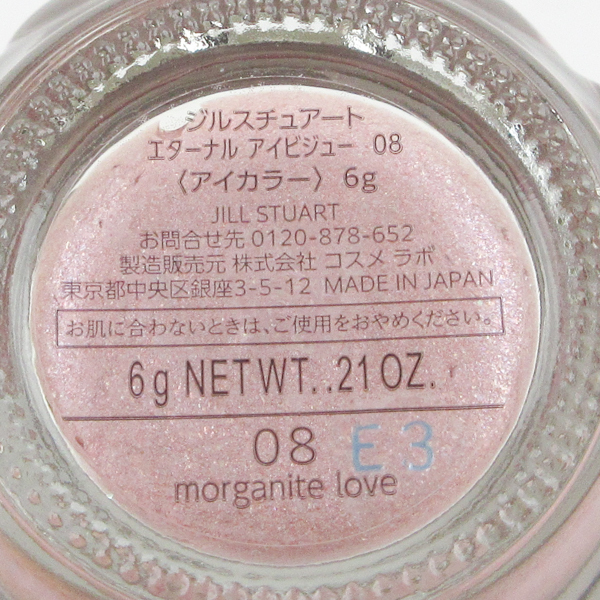 ジルスチュアート
エターナル アイビジュー 08
〈アイカラー〉 6g
JILL STUART
お問合せ先 0120-878-652
製造販売元 株式会社 コスメ ラボ
東京都中央区銀座3-5-12 MADE IN JAPAN
お肌に合わないときは、ご使用をおやめください。
6g NET WT. .21 OZ.
08 E3
morganite love